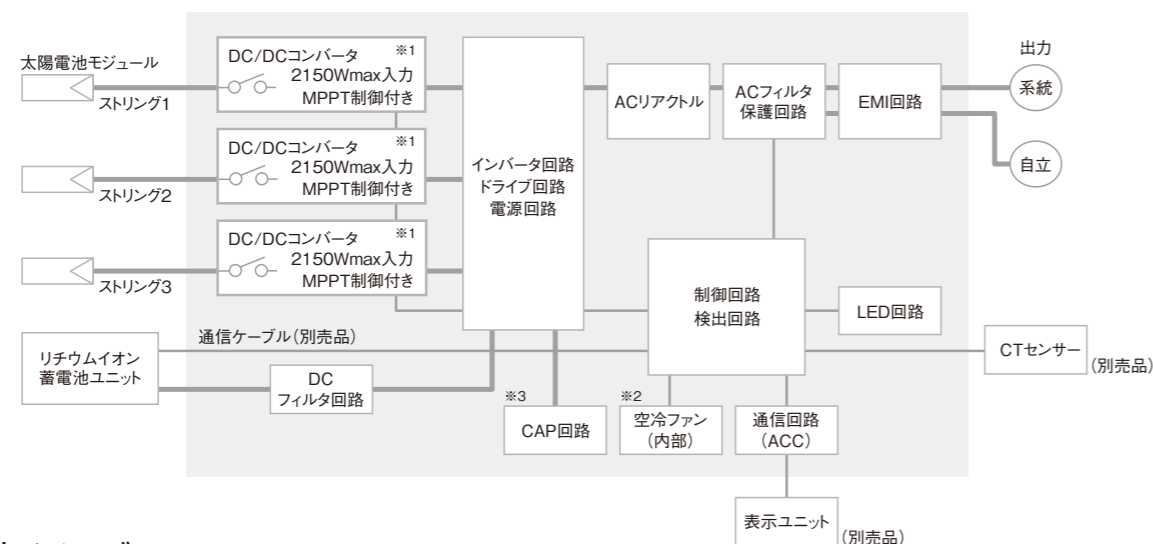 太陽電池モジュール
ストリング1
DC/DCコンバータ ※1
2150Wmax入力
MPPT制御付き
ストリング2
DC/DCコンバータ ※1
2150Wmax入力
MPPT制御付き
ストリング3
DC/DCコンバータ ※1
2150Wmax入力
MPPT制御付き
インバータ回路
ドライブ回路
電源回路
ACリアクトル
ACフィルタ
保護回路
EMI回路
出力
系統
自立
制御回路
検出回路
LED回路
通信ケーブル(別売品)
リチウムイオン
蓄電池ユニット
DC
フィルタ回路
※3
CAP回路
※2
空冷ファン
(内部)
通信回路
(ACC)
CTセンサー
(別売品)
表示ユニット
(別売品)